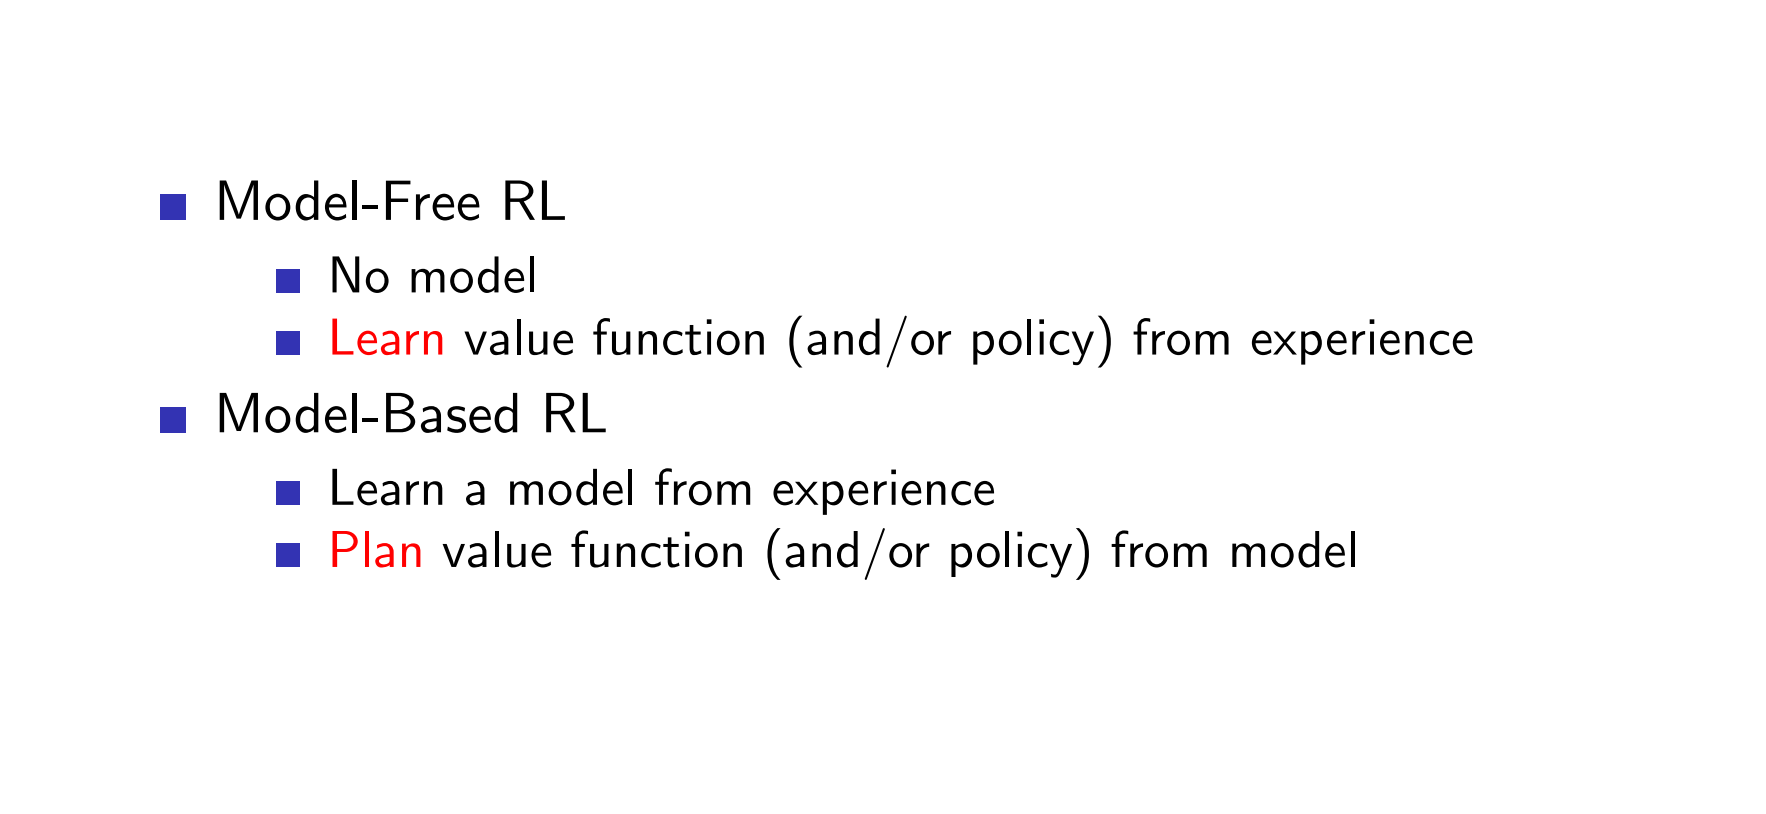 Model-Free RL
No model
Learn value function (and/or policy) from experience
Model-Based RL
Learn a model from experience
Plan value function (and/or policy) from model